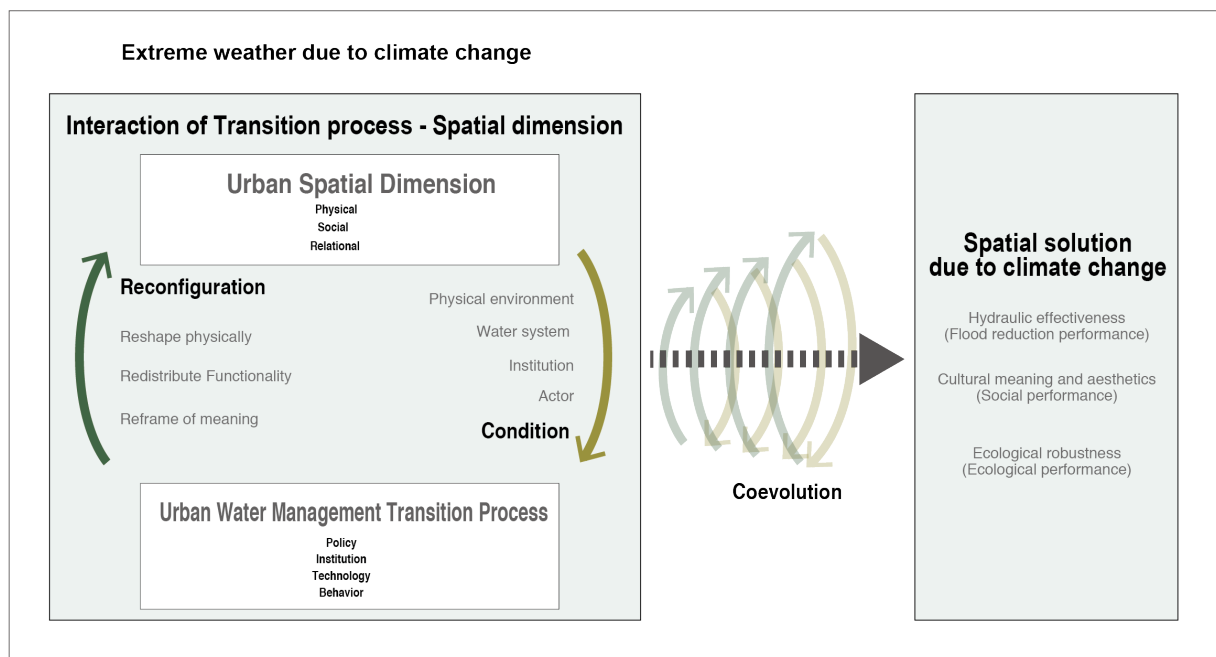 Extreme weather due to climate change
Interaction of Transition process - Spatial dimension
Urban Spatial Dimension
Physical
Social
Relational
Reconfiguration
Reshape physically
Redistribute Functionality
Reframe of meaning
Physical environment
Water system
Institution
Actor
Condition
Urban Water Management Transition Process
Policy
Institution
Technology
Behavior
Coevolution
Spatial solution
due to climate change
Hydraulic effectiveness
(Flood reduction performance)
Cultural meaning and aesthetics
(Social performance)
Ecological robustness
(Ecological performance)